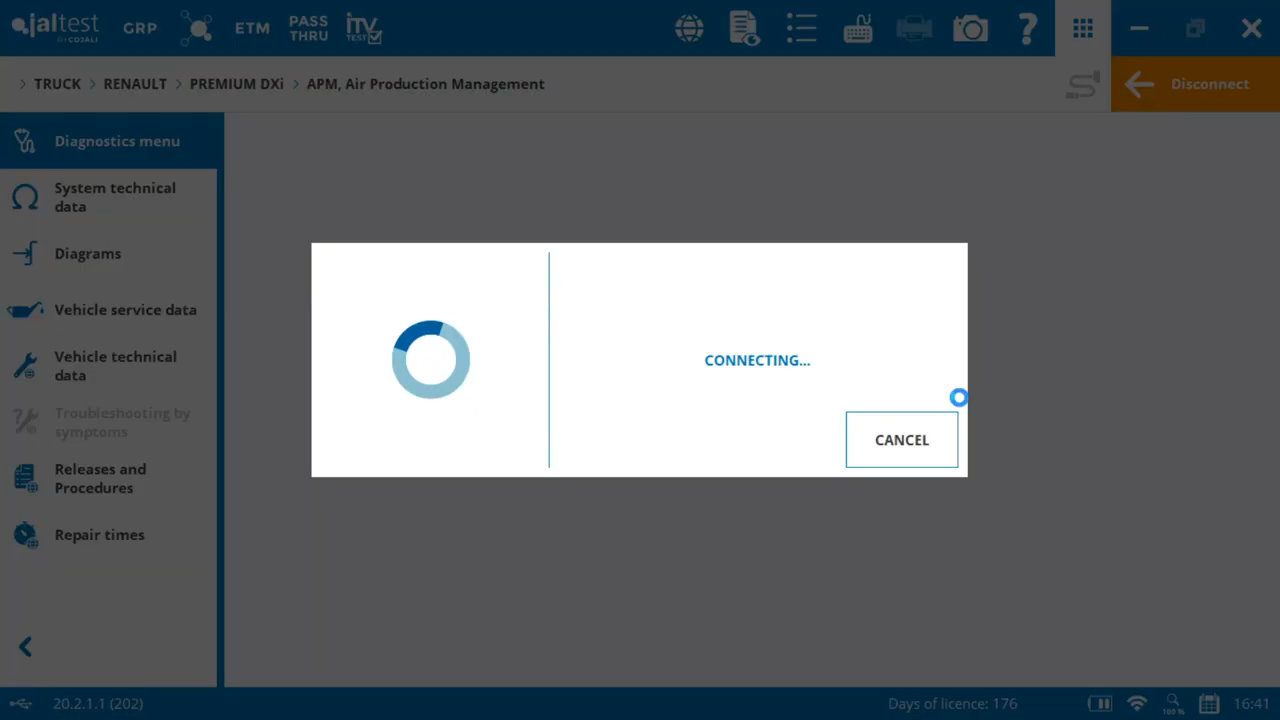 jaltest
BY COJALI
GRP
ETM
PASS
THRU
itv
TEST
> TRUCK > RENAULT > PREMIUM DXi > APM, Air Production Management
Disconnect
Diagnostics menu
System technical
data
Diagrams
Vehicle service data
Vehicle technical
data
Troubleshooting by
symptoms
Releases and
Procedures
Repair times
CONNECTING...
CANCEL
20.2.1.1 (202)
Days of licence: 176
100 %
16:41